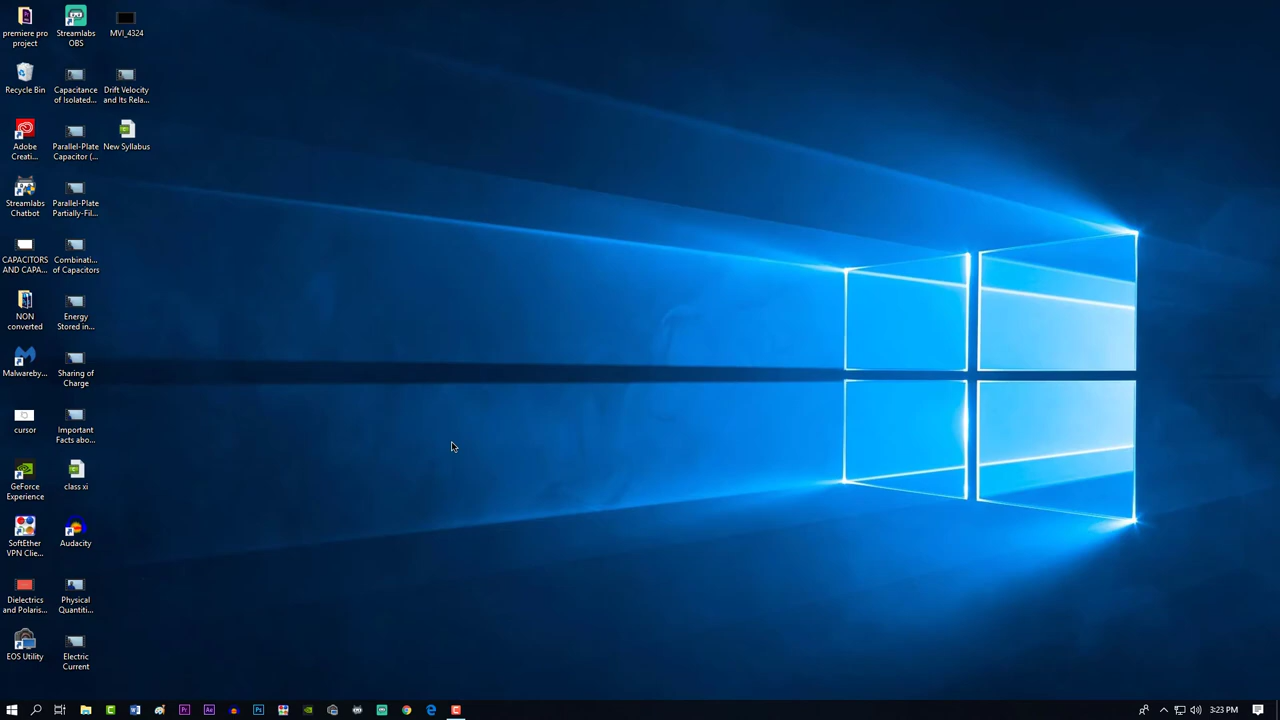 premiere pro
project
Recycle Bin
Adobe
Creati...
Streamlabs
Chatbot
CAPACITORS
AND CAPA...
NON
converted
Malwareby...
cursor
GeForce
Experience
SoftEther
VPN Clie...
Dielectrics
and Polaris...
EOS Utility
Streamlabs
OBS
Capacitance
of Isolated...
Parallel-Plate
Capacitor (...
Parallel-Plate
Partially-Fil...
Combinati...
of Capacitors
Energy
Stored in...
Sharing of
Charge
Important
Facts abo...
class xi
Audacity
Physical
Quantiti...
Electric
Current
MVI_4324
Drift Velocity
and Its Rela...
New Syllabus
Pr
Au
Ps
3:23 PM